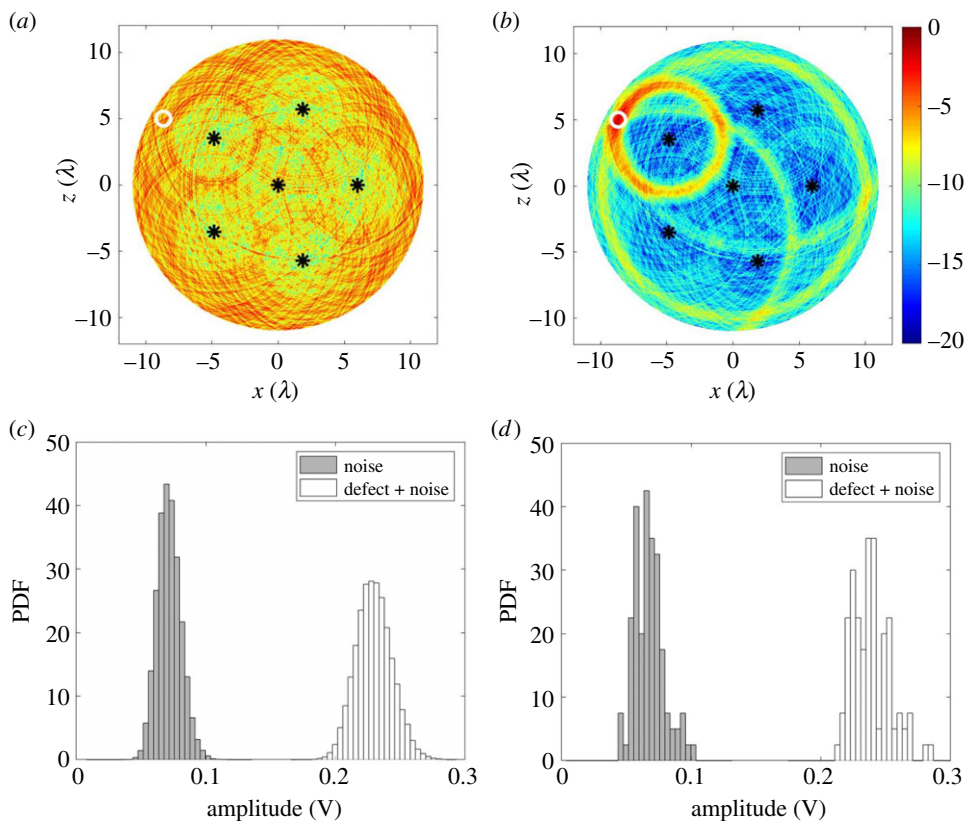 (a)
(b)
10
5
0
–5
–10
z (λ)
–10
–5
0
5
10
x (λ)
10
5
0
–5
–10
z (λ)
–10
–5
0
5
10
x (λ)
0
–5
–10
–15
–20
(c)
(d)
50
40
30
20
10
0
PDF
noise
defect + noise
0
0.1
0.2
0.3
amplitude (V)
50
40
30
20
10
0
PDF
noise
defect + noise
0
0.1
0.2
0.3
amplitude (V)